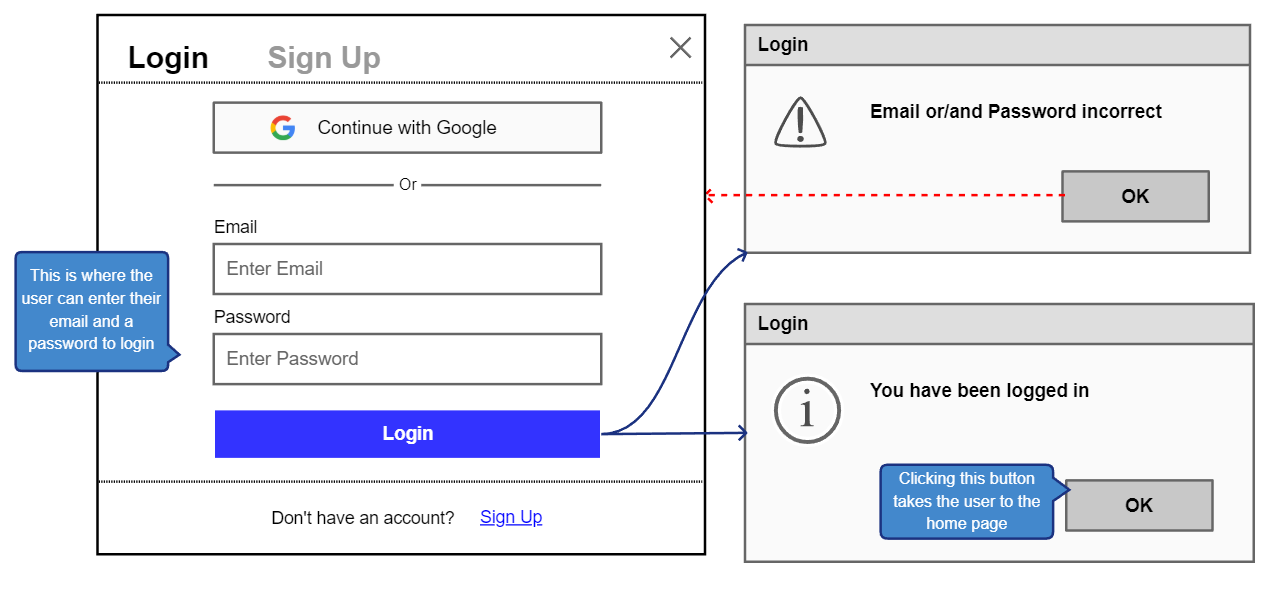 Login
Sign Up
Continue with Google
Or
Email
Enter Email
Password
Enter Password
Login
Don't have an account?
Sign Up
This is where the
user can enter their
email and a
password to login
Login
Email or/and Password incorrect
OK
Login
You have been logged in
Clicking this button
takes the user to the
home page
OK